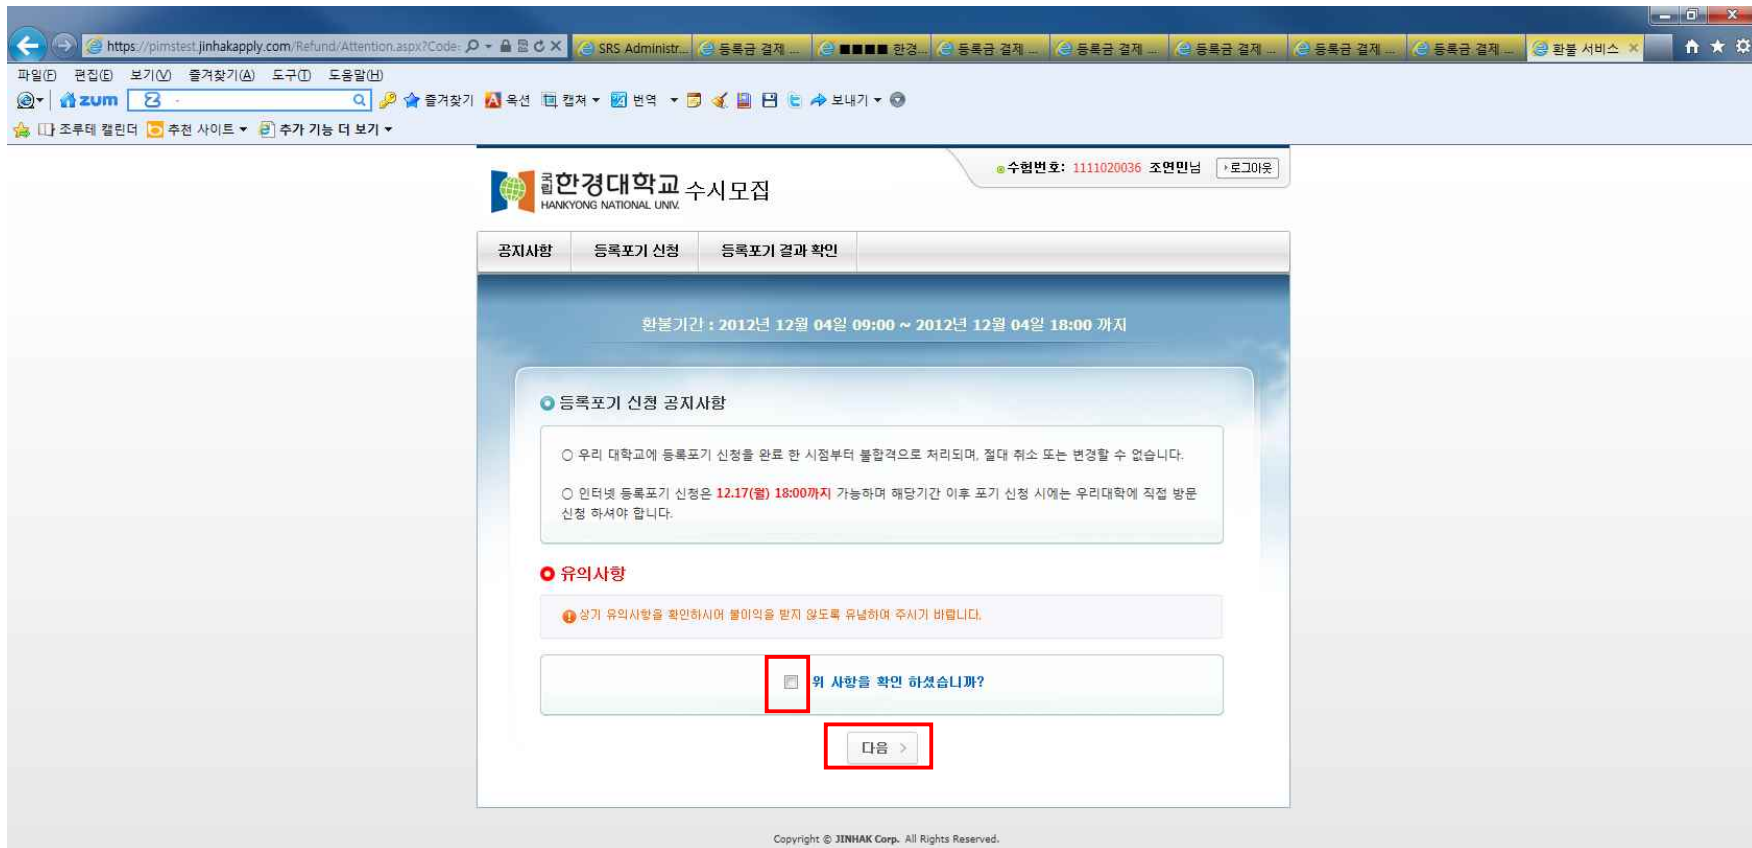 https://pimstest.jinhakapply.com/Refund/Attention.aspx?Code=
SRS Administr...
등록금 결제 ...
■■■■ 한경...
등록금 결제 ...
등록금 결제 ...
등록금 결제 ...
등록금 결제 ...
등록금 결제 ...
환불 서비스
파일(F) 편집(E) 보기(V) 즐겨찾기(A) 도구(T) 도움말(H)
zum 즐겨찾기 옥션 캡쳐 번역 보내기
조루테 캘린더 추천 사이트 추가 기능 더 보기
수험번호: 1111020036 조연민님 로그아웃
국립한경대학교 수시모집
HANKYONG NATIONAL UNIV.
공지사항 등록포기 신청 등록포기 결과 확인
환불기간 : 2012년 12월 04일 09:00 ~ 2012년 12월 04일 18:00 까지
등록포기 신청 공지사항
○ 우리 대학교에 등록포기 신청을 완료 한 시점부터 불합격으로 처리되며, 절대 취소 또는 변경할 수 없습니다.
○ 인터넷 등록포기 신청은 12.17(월) 18:00까지 가능하며 해당기간 이후 포기 신청 시에는 우리대학에 직접 방문
신청 하셔야 합니다.
유의사항
상기 유의사항을 확인하시어 불이익을 받지 않도록 유념하여 주시기 바랍니다.
위 사항을 확인 하셨습니까?
다음 >
Copyright © JINHAK Corp. All Rights Reserved.